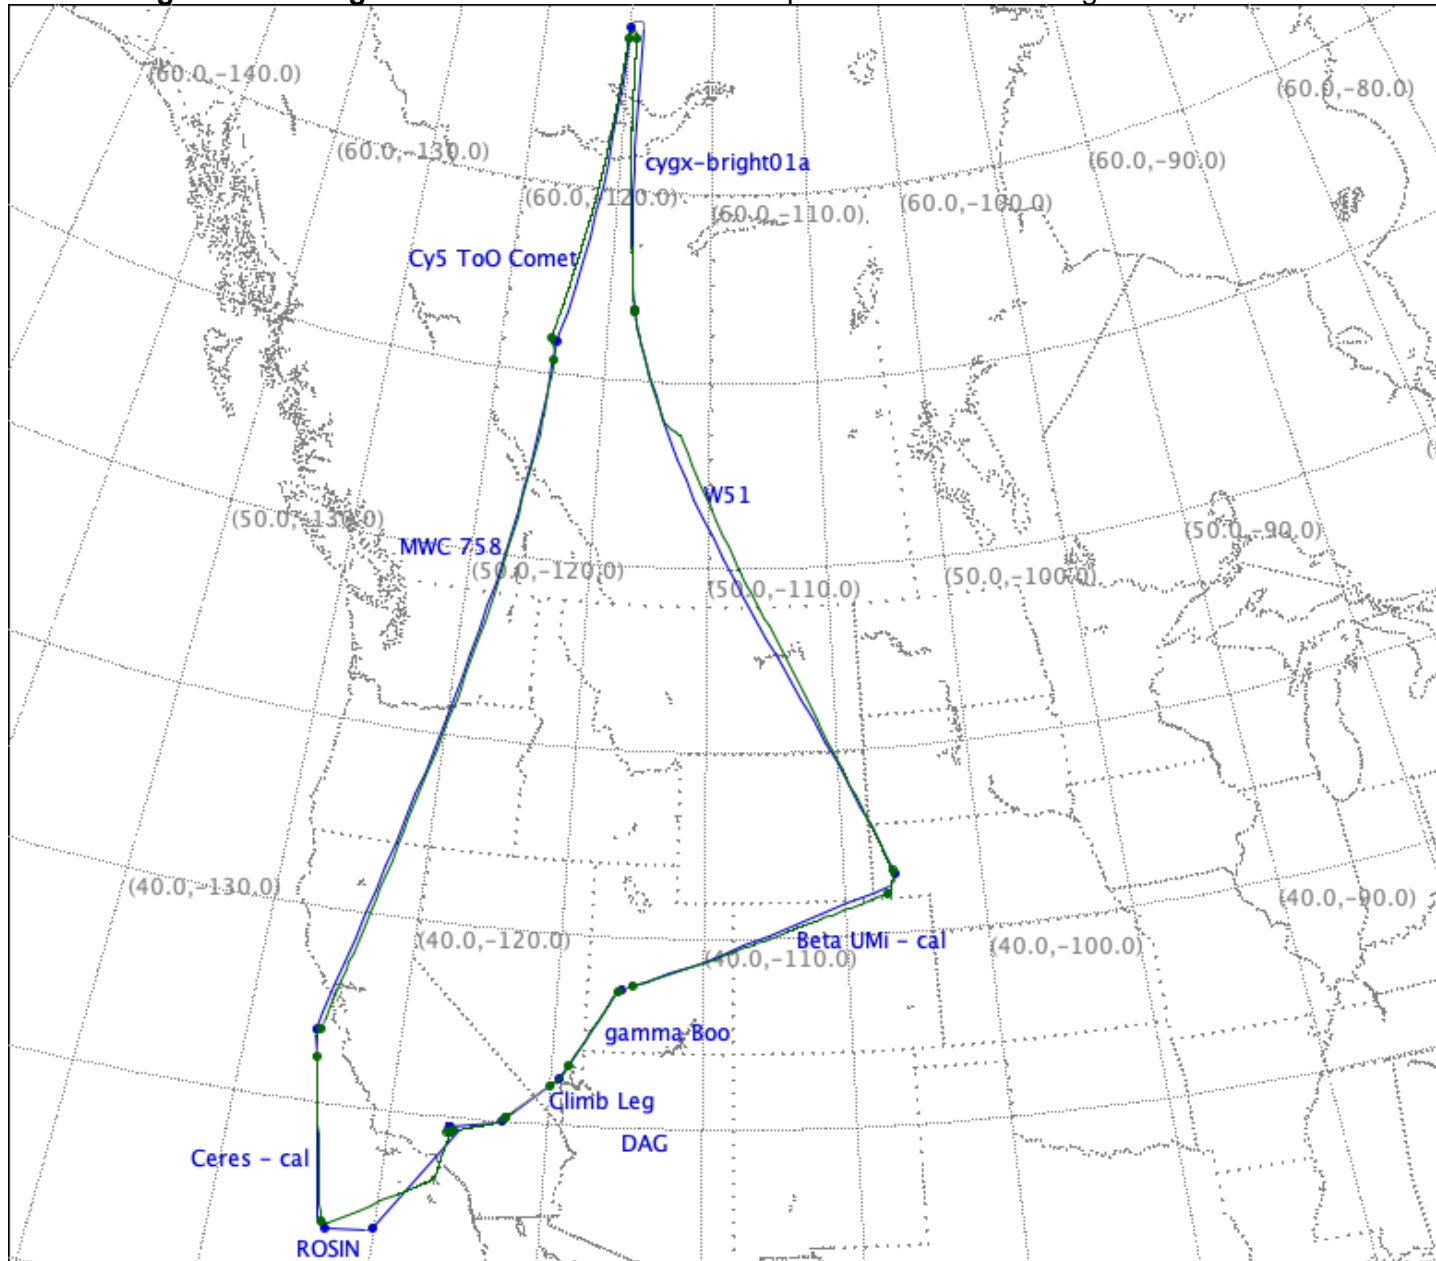 (60.0,-140.0)
(60.0,-80.0)
(60.0,-130.0)
cygx-bright01a
(60.0,-90.0)
(60.0,-120.0)
(60.0,-110.0)
(60.0,-100.0)
Cy5 ToO Comet
W51
(50.0,-130.0)
(50.0,-90.0)
MWC 758
(50.0,-120.0)
(50.0,-110.0)
(50.0,-100.0)
(40.0,-130.0)
(40.0,-90.0)
(40.0,-120.0)
Beta UMi - cal
(40.0,-100.0)
(40.0,-110.0)
gamma Boo
Climb Leg
DAG
Ceres - cal
ROSIN